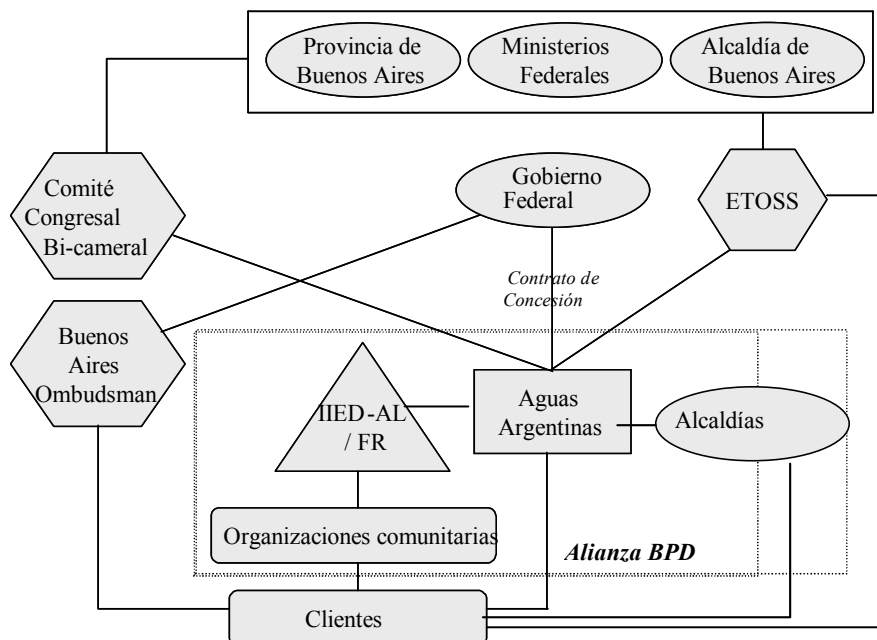 Provincia de
Buenos Aires
Ministerios
Federales
Alcaldía de
Buenos Aires
Comité
Congresal
Bi-cameral
Gobierno
Federal
ETOSS
Contrato de
Concesión
Buenos
Aires
Ombudsman
IIED-AL
/ FR
Aguas
Argentinas
Alcaldías
Organizaciones comunitarias
Alianza BPD
Clientes